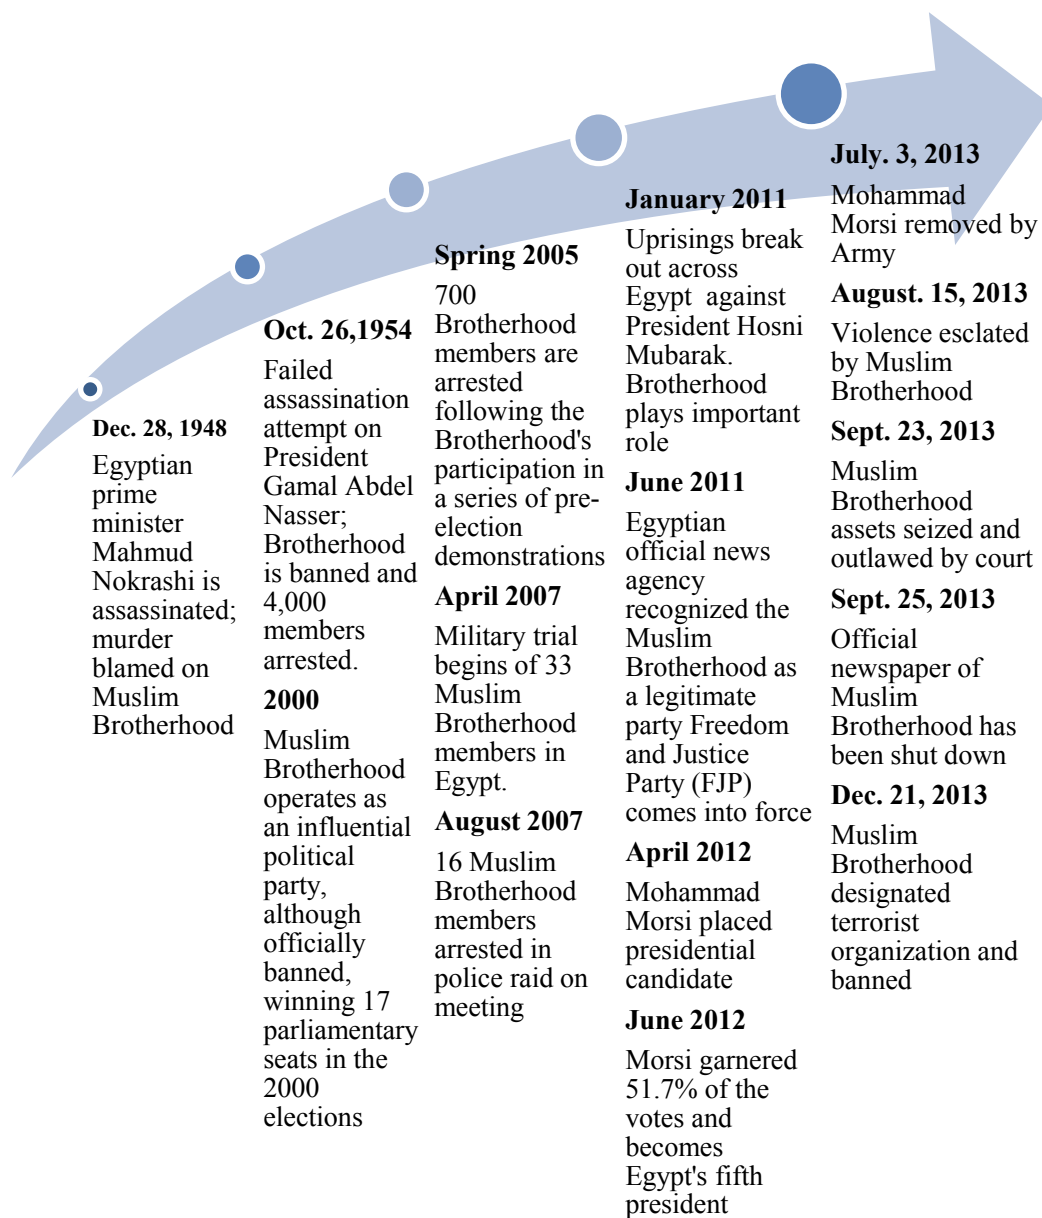 Dec. 28, 1948
Egyptian
prime
minister
Mahmud
Nokrashi is
assassinated;
murder
blamed on
Muslim
Brotherhood
Oct. 26,1954
Failed
assassination
attempt on
President
Gamal Abdel
Nasser;
Brotherhood
is banned and
4,000
members
arrested.
2000
Muslim
Brotherhood
operates as
an influential
political
party,
although
officially
banned,
winning 17
parliamentary
seats in the
2000
elections
Spring 2005
700
Brotherhood
members are
arrested
following the
Brotherhood's
participation in
a series of pre-
election
demonstrations
April 2007
Military trial
begins of 33
Muslim
Brotherhood
members in
Egypt.
August 2007
16 Muslim
Brotherhood
members
arrested in
police raid on
meeting
January 2011
Uprisings break
out across
Egypt against
President Hosni
Mubarak.
Brotherhood
plays important
role
June 2011
Egyptian
official news
agency
recognized the
Muslim
Brotherhood as
a legitimate
party Freedom
and Justice
Party (FJP)
comes into force
April 2012
Mohammad
Morsi placed
presidential
candidate
June 2012
Morsi garnered
51.7% of the
votes and
becomes
Egypt's fifth
president
July. 3, 2013
Mohammad
Morsi removed by
Army
August. 15, 2013
Violence esclated
by Muslim
Brotherhood
Sept. 23, 2013
Muslim
Brotherhood
assets seized and
outlawed by court
Sept. 25, 2013
Official
newspaper of
Muslim
Brotherhood has
been shut down
Dec. 21, 2013
Muslim
Brotherhood
designated
terrorist
organization and
banned